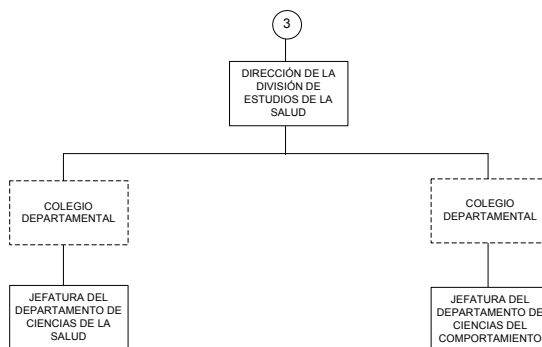 3
DIRECCIÓN DE LA
DIVISIÓN DE
ESTUDIOS DE LA
SALUD
COLEGIO
DEPARTAMENTAL
COLEGIO
DEPARTAMENTAL
JEFATURA DEL
DEPARTAMENTO DE
CIENCIAS DE LA
SALUD
JEFATURA DEL
DEPARTAMENTO DE
CIENCIAS DEL
COMPORTAMIENTO